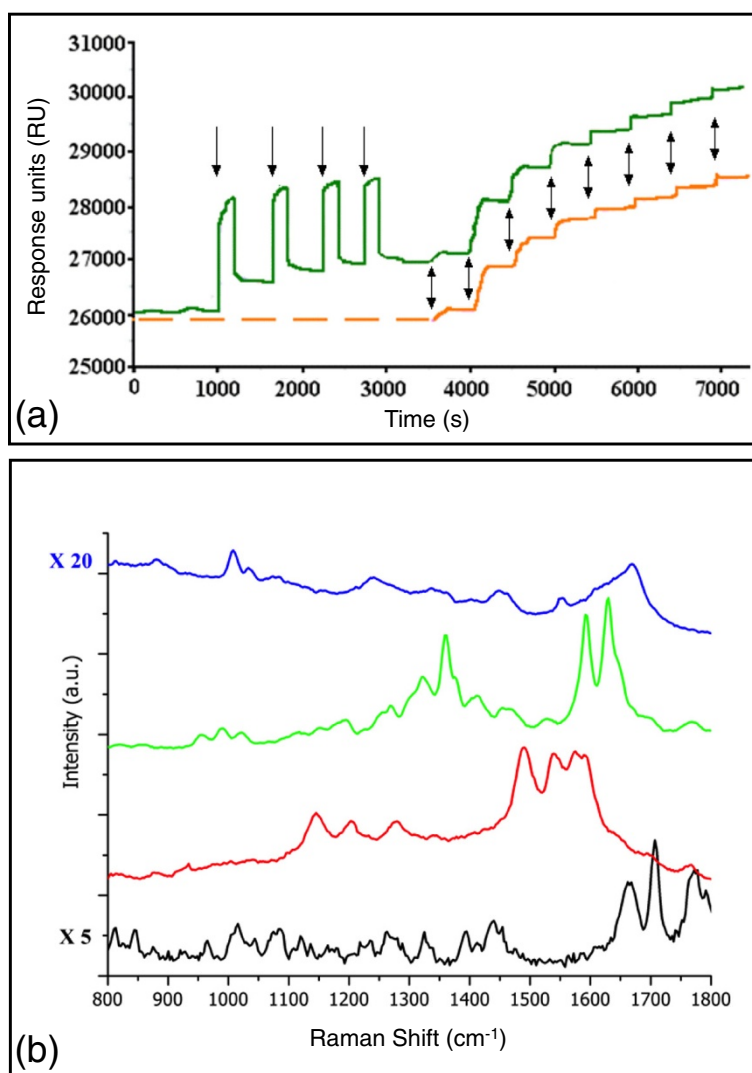 31000
30000
29000
28000
27000
26000
25000
Response units (RU)
0 1000 2000 3000 4000 5000 6000 7000
Time (s)
(a)
X 20
X 5
Intensity (a.u.)
800 900 1000 1100 1200 1300 1400 1500 1600 1700 1800
Raman Shift (cm-1)
(b)